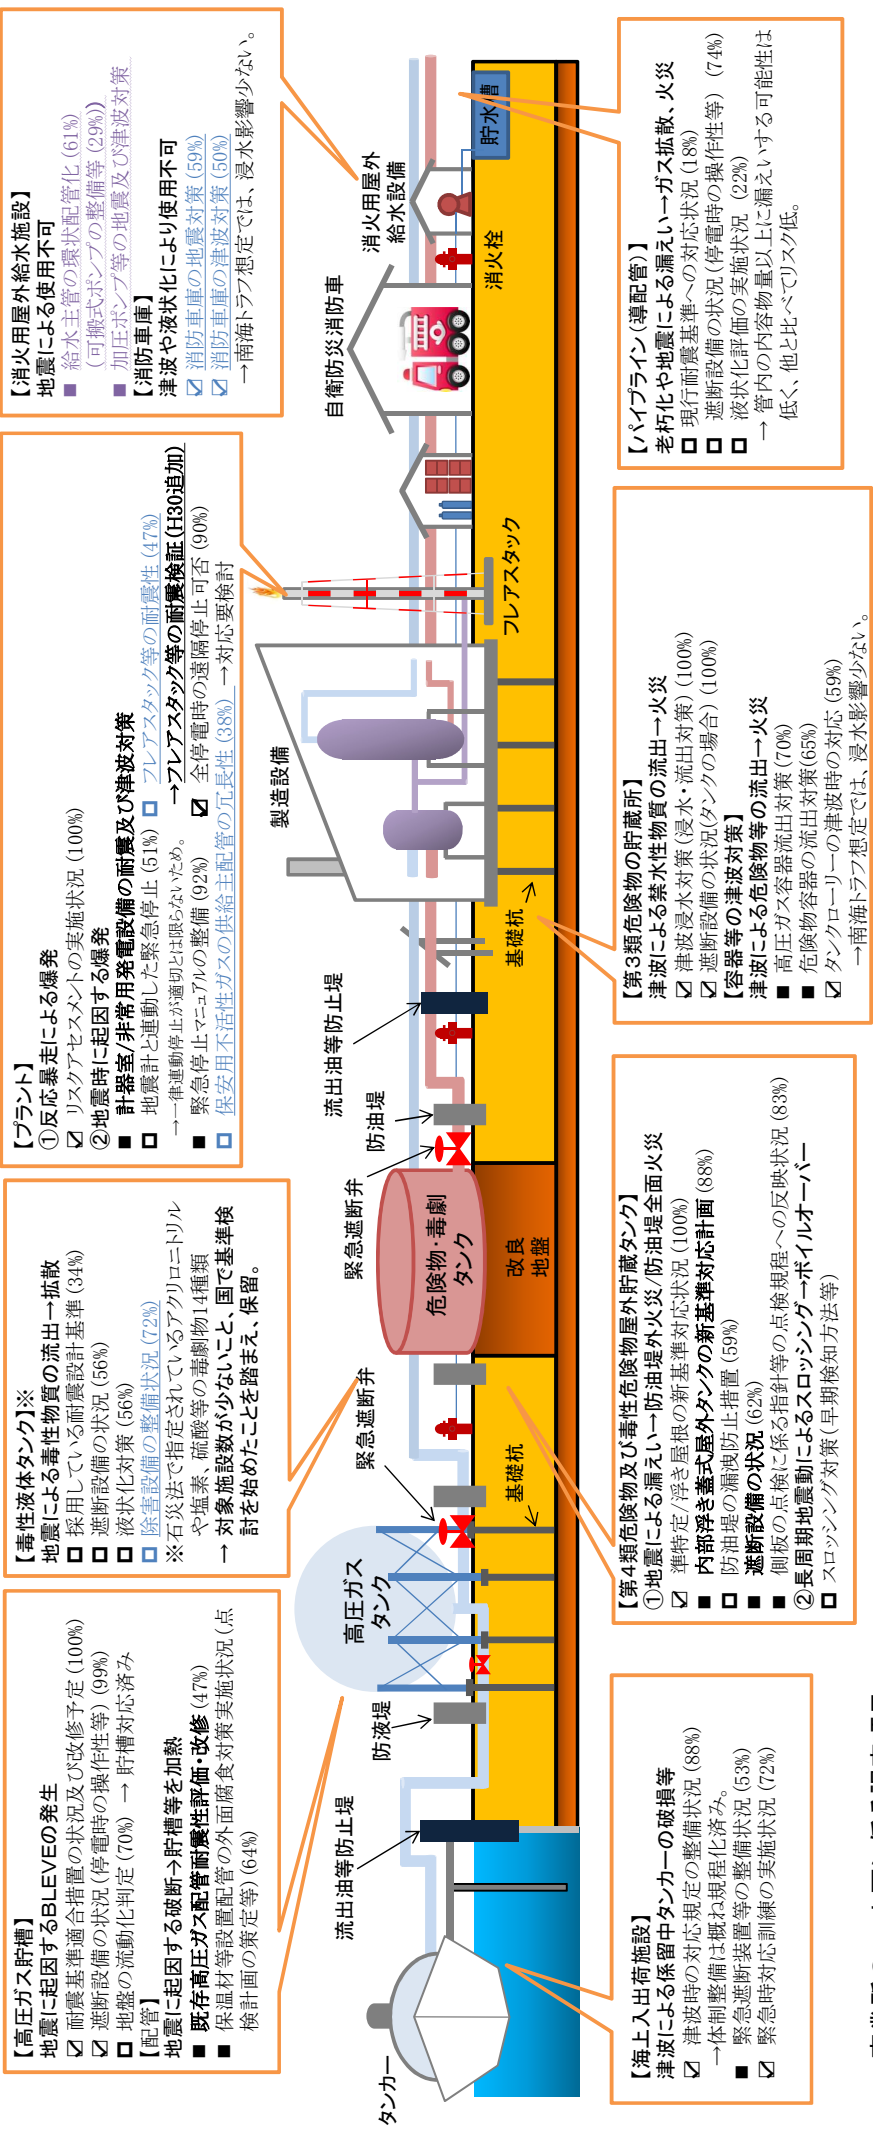 【高圧ガス貯槽】
地震に起因するBLEVEの発生
☑ 耐震基準適合措置の状況及び改修予定(100%)
☑ 遮断設備の状況(停電時の操作性等)(99%)
□ 地盤の流動化判定(70%) → 貯槽対応済み
【配管】
地震に起因する破断→貯槽等を加熱
■ 既存高圧ガス配管耐震性評価・改修(47%)
■ 保温材等設置配管の外面腐食対策実施状況(点
検計画の策定等)(64%)
【毒性液体タンク】※
地震による毒性物質の流出→拡散
□ 採用している耐震設計基準(34%)
□ 遮断設備の状況(56%)
□ 液状化対策(56%)
□ 除害設備の整備状況(72%)
※石災法で指定されているアクリロニトリル
や塩素、硫酸等の毒劇物14種類
→ 対象施設数が少ないこと、国で基準検
討を始めたことを踏まえ、保留。
【プラント】
①反応暴走による爆発
☑ リスクアセスメントの実施状況(100%)
②地震時に起因する爆発
■ 計器室/非常用発電設備の耐震及び津波対策
□ 地震計と連動した緊急停止(51%)
→一律連動停止が適切とは限らないため。
■ 緊急停止マニュアルの整備(92%)
□ 保安用不活性ガスの供給主配管の冗長性(38%) →対応要検討
□ フレアスタック等の耐震性(47%)
→フレアスタック等の耐震検証(H30追加)
☑ 全停電時の遠隔停止可否(90%)
【消火用屋外給水施設】
地震による使用不可
■ 給水主管の環状配管化(61%)
(可搬式ポンプの整備等(29%))
■ 加圧ポンプ等の地震及び津波対策
【消防車庫】
津波や液状化により使用不可
☑ 消防車庫の地震対策(59%)
☑ 消防車庫の津波対策(50%)
→南海トラフ想定では、浸水影響少ない。
タンカー
流出油等防止堤
防液堤
高圧ガス
タンク
緊急遮断弁
基礎杭
危険物・毒劇
タンク
改良
地盤
緊急遮断弁
防油堤
流出油等防止堤
基礎杭
製造設備
フレアスタック
自衛防災消防車
消火用屋外
給水設備
消火栓
貯水槽
【海上入出荷施設】
津波による係留中タンカーの破損等
☑ 津波時の対応規定の整備状況(88%)
→体制整備は概ね規程化済み。
■ 緊急遮断装置等の整備状況(53%)
☑ 緊急時対応訓練の実施状況(72%)
【第4類危険物及び毒性危険物屋外貯蔵タンク】
①地震による漏えい→防油堤外火災/防油堤全面火災
☑ 準特定/浮き屋根の新基準対応状況(100%)
■ 内部浮き蓋式屋外タンクの新基準対応計画(88%)
□ 防油堤の漏洩防止措置(59%)
■ 遮断設備の状況(62%)
■ 側板の点検に係る指針等の点検規程への反映状況(83%)
②長周期地震動によるスロッシング→ボイルオーバー
□ スロッシング対策(早期検知方法等)
【第3類危険物の貯蔵所】
津波による禁水性物質の流出→火災
☑ 津波浸水対策(浸水・流出対策)(100%)
☑ 遮断設備の状況(タンクの場合)(100%)
【容器等の津波対策】
津波による危険物等の流出→火災
■ 高圧ガス容器流出対策(70%)
■ 危険物容器の流出対策(65%)
☑ タンクローリーの津波時の対応(59%)
→南海トラフ想定では、浸水影響少ない。
【パイプライン(導配管)】
老朽化や地震による漏えい→ガス拡散、火災
□ 現行耐震基準への対応状況(18%)
□ 遮断設備の状況(停電時の操作性等)(74%)
□ 液状化評価の実施状況(22%)
→ 管内の内容物量以上に漏えいする可能性は
低く、他と比べてリスク低。